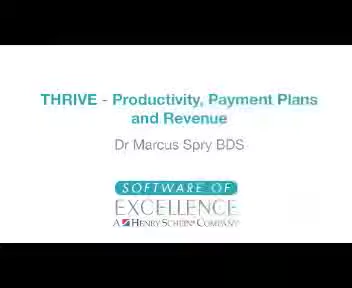 THRIVE - Productivity, Payment Plans
and Revenue
Dr Marcus Spry BDS
SOFTWARE OF
EXCELLENCE
A HENRY SCHEIN COMPANY